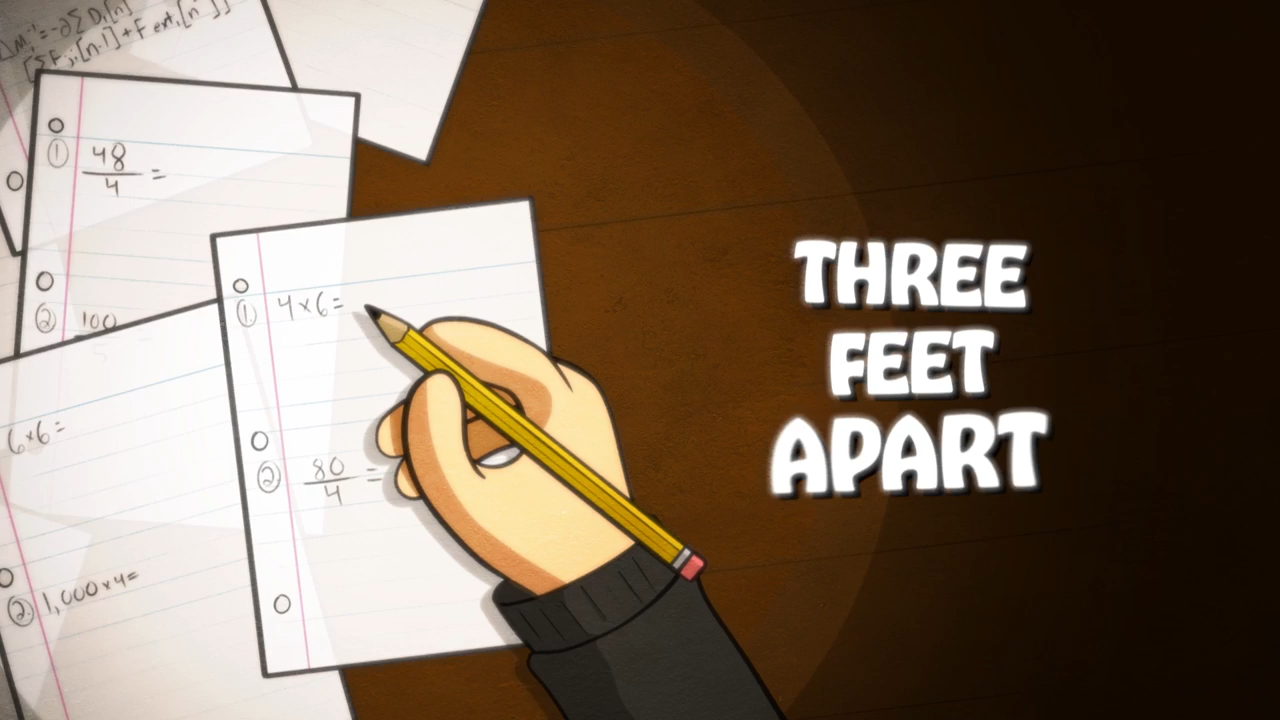 ① 48/4 =
② 100
① 4×6=
② 80/4 =
6×6=
② 1,000×4=
THREE
FEET
APART